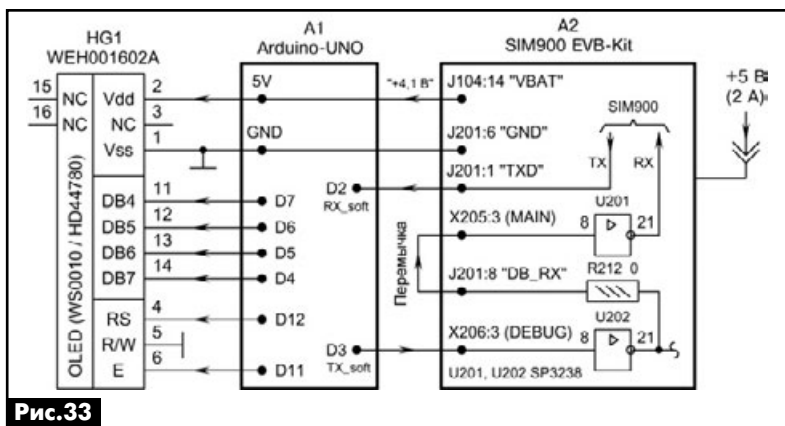 HG1
WEH001602A
A1
Arduino-UNO
A2
SIM900 EVB-Kit
OLED (WS0010 / HD44780)
15 NC Vdd 2
16 NC NC 3
Vss 1
DB4 11
DB5 12
DB6 13
DB7 14
RS 4
R/W 5
E 6
5V
GND
D2
RX_soft
D7
D6
D5
D4
D12
D3
TX_soft
D11
"+4,1 В"
Перемычка
J104:14 "VBAT"
J201:6 "GND"
J201:1 "TXD"
X205:3 (MAIN)
J201:8 "DB_RX"
X206:3 (DEBUG)
SIM900
TX RX
U201
8 21
R212 0
U202
8 21
U201, U202 SP3238
+5 В
(2 А)
Рис.33